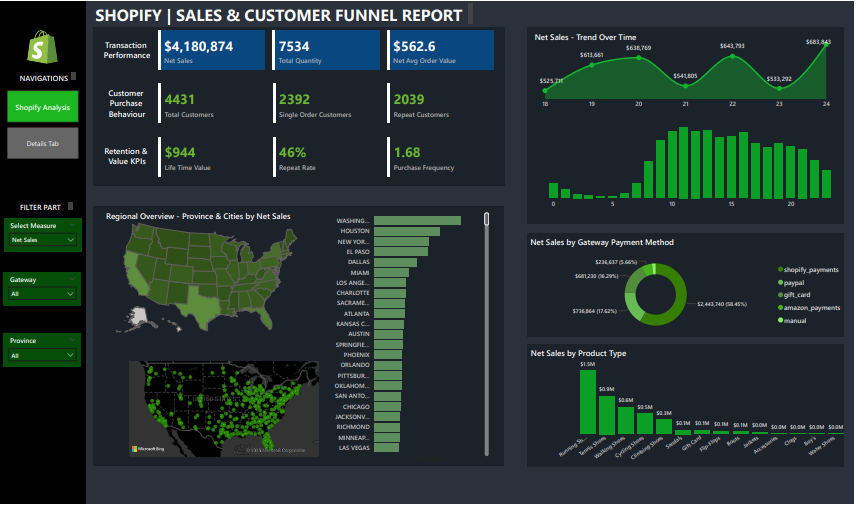 SHOPIFY | SALES & CUSTOMER FUNNEL REPORT
NAVIGATIONS
Shopify Analysis
Details Tab
FILTER PART
Select Measure
Net Sales
Gateway
All
Province
All
Transaction
Performance
$4,180,874
Net Sales
7534
Total Quantity
$562.6
Net Avg Order Value
Customer
Purchase
Behaviour
4431
Total Customers
2392
Single Order Customers
2039
Repeat Customers
Retention &
Value KPIs
$944
Life Time Value
46%
Repeat Rate
1.68
Purchase Frequency
Regional Overview - Province & Cities by Net Sales
WASHING...
HOUSTON
NEW YOR...
EL PASO
DALLAS
MIAMI
LOS ANGE...
CHARLOTTE
SACRAME...
ATLANTA
KANSAS C...
AUSTIN
SPRINGFIE...
PHOENIX
ORLANDO
PITTSBUR...
OKLAHOM...
SAN ANTO...
CHICAGO
JACKSONV...
RICHMOND
MINNEAP...
LAS VEGAS
Microsoft Bing
Net Sales - Trend Over Time
$525,711
$613,661
$638,769
$541,805
$643,793
$533,292
$683,843
18 19 20 21 22 23 24
0 5 10 15 20
Net Sales by Gateway Payment Method
$236,637 (5.66%)
$681,230 (16.29%)
$736,864 (17.62%)
$2,443,740 (58.45%)
shopify_payments
paypal
gift_card
amazon_payments
manual
Net Sales by Product Type
$1.5M
$0.9M
$0.6M
$0.5M
$0.3M
$0.1M $0.1M $0.1M $0.1M $0.0M $0.0M $0.0M $0.0M $0.0M
Running Sh...
Tennis Shoes
Walking Shoes
Cycling Shoes
Climbing Shoes
Sandals
Gift Card
Flip Flips
Boots
Jackets
Accessories
Clogs
Boy's